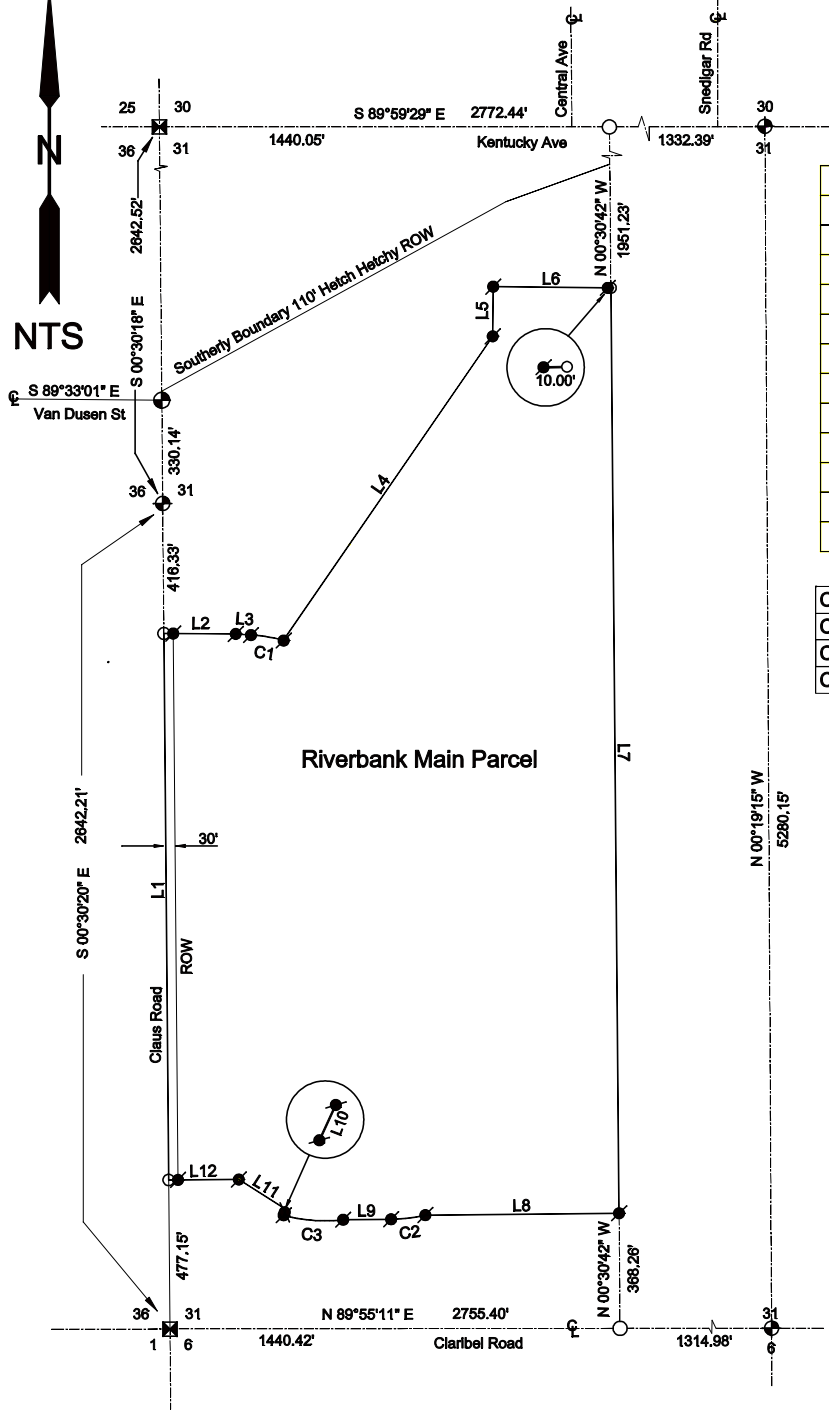 Central Ave
Snedigar Rd
25 30
S 89°59'29" E 2772.44'
30
36 31
1440.05'
Kentucky Ave
1332.39'
31
N
NTS
2642.52'
S 00°30'18" E
Southerly Boundary 110' Hetch Hetchy ROW
N 00°30'42" W
1951.23'
L6
L5
10.00'
S 89°33'01" E
Van Dusen St
330.14'
36 31
L4
416.33'
L2
L3
C1
Riverbank Main Parcel
L7
2642.21'
S 00°30'20" E
N 00°19'15" W
5280.15'
30'
L1
ROW
Claus Road
L10
L12
L11
C3
L9
C2
L8
477.15'
N 00°30'42" W
368.26'
36 31
N 89°55'11" E 2755.40'
31
1 6
1440.42'
Claribel Road
1314.98'
6